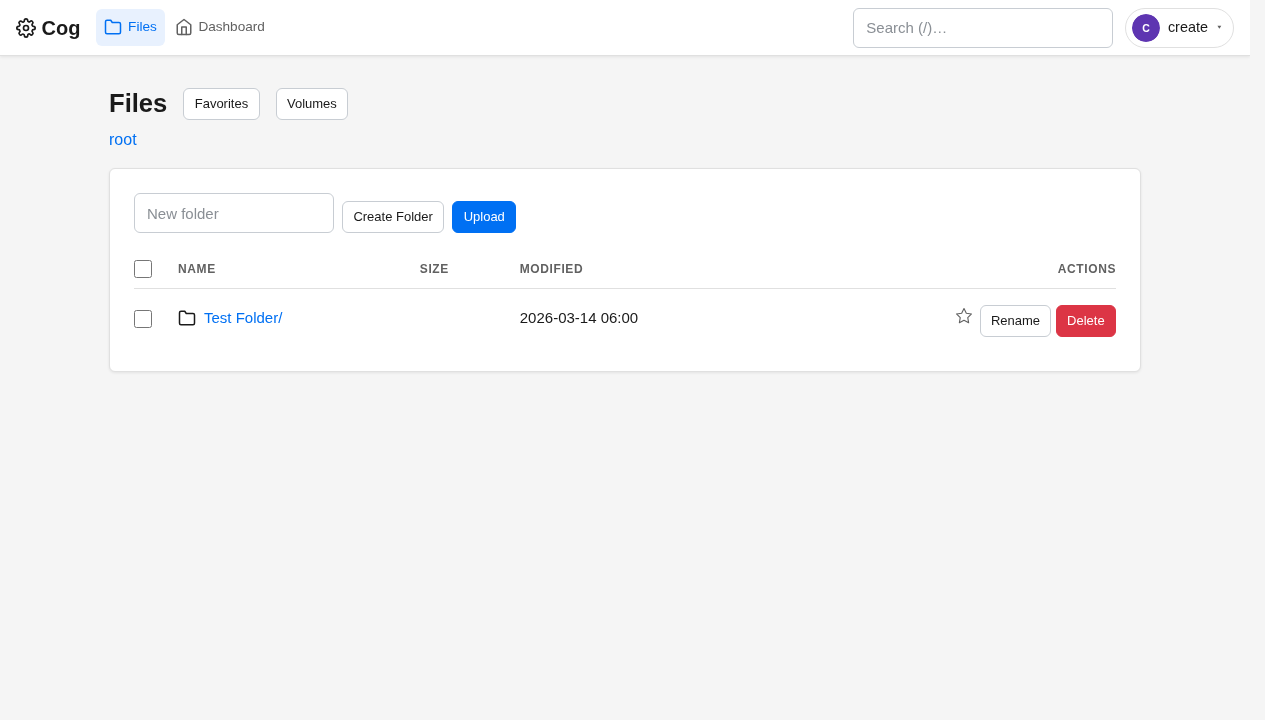 Cog Files Dashboard Search (/)… C create
Files Favorites Volumes
root
New folder Create Folder Upload
NAME SIZE MODIFIED ACTIONS
Test Folder/ 2026-03-14 06:00 Rename Delete